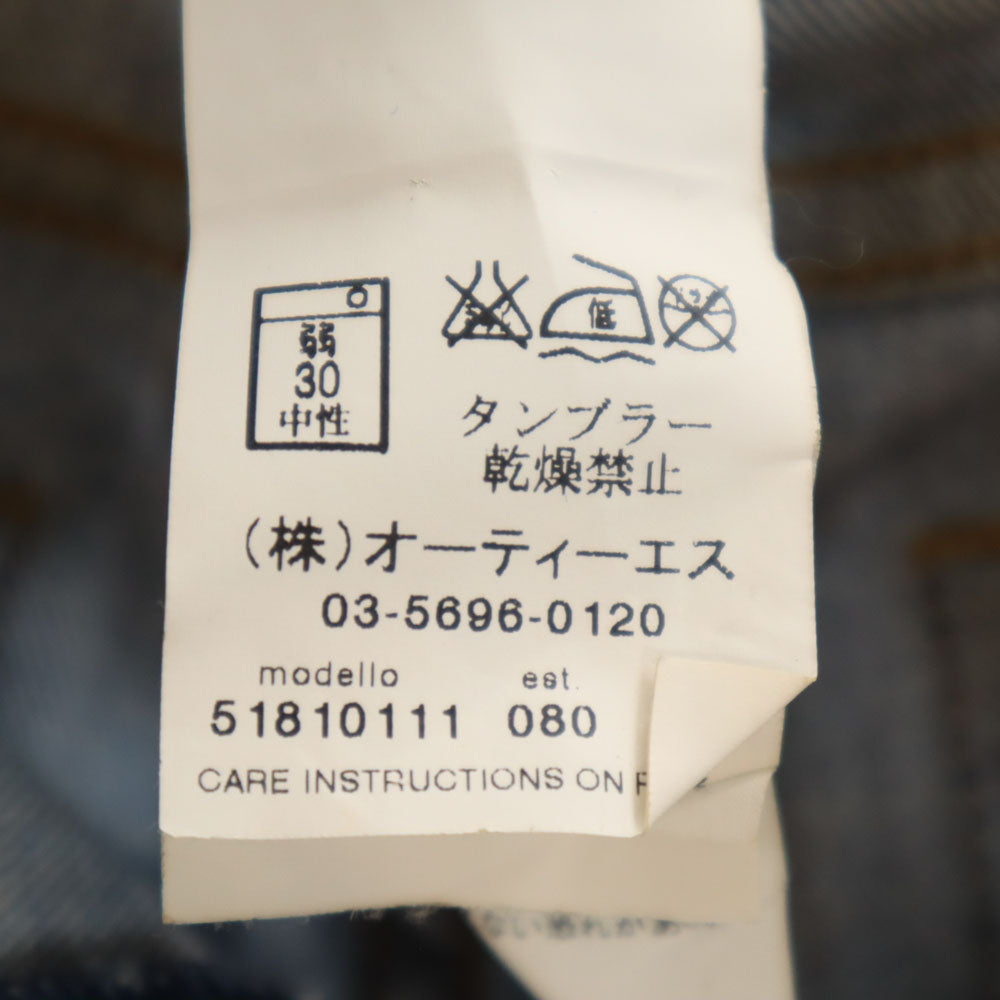 弱
30
中性
低
タンブラー
乾燥禁止
(株)オーティーエス
03-5696-0120
modello est.
51810111 080
CARE INSTRUCTIONS ON